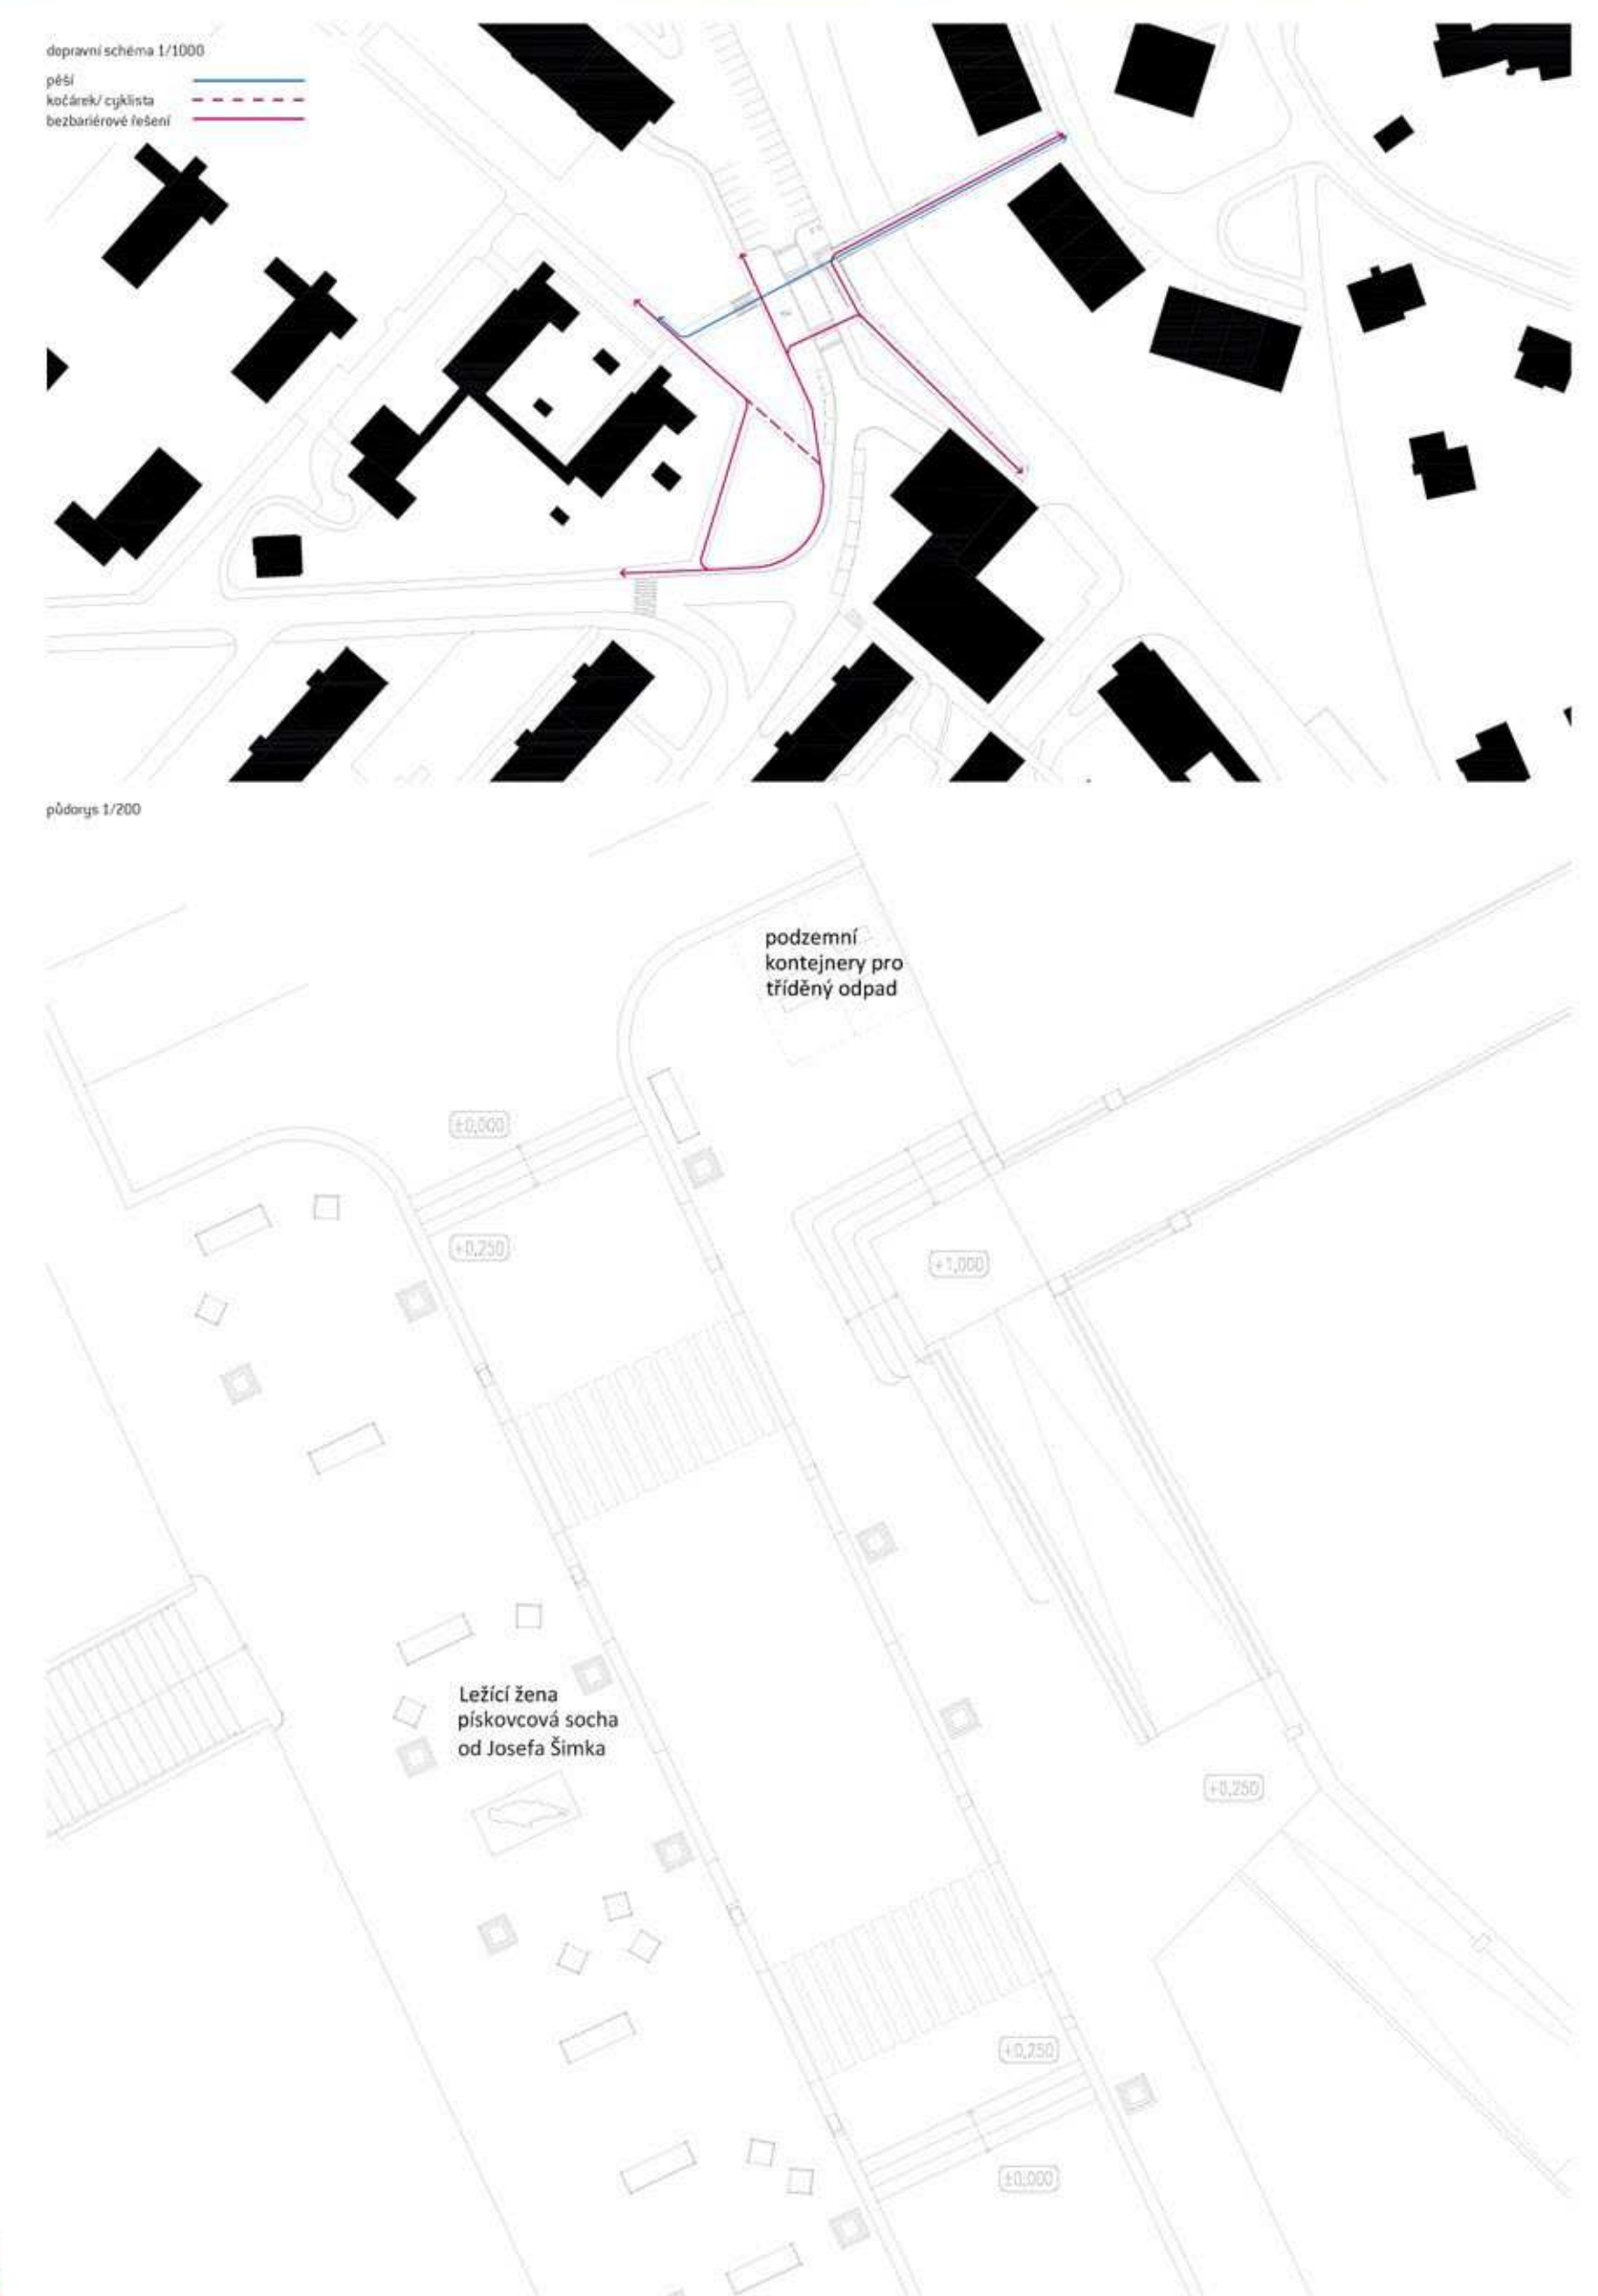 dopravní schéma 1/1000
pěší
kočárek/ cyklista
bezbariérové řešení
půdorys 1/200
podzemní
kontejnery pro
tříděný odpad
±0,000
+0,250
+1,000
Ležící žena
pískovcová socha
od Josefa Šimka
+0,250
+0,250
±0,000